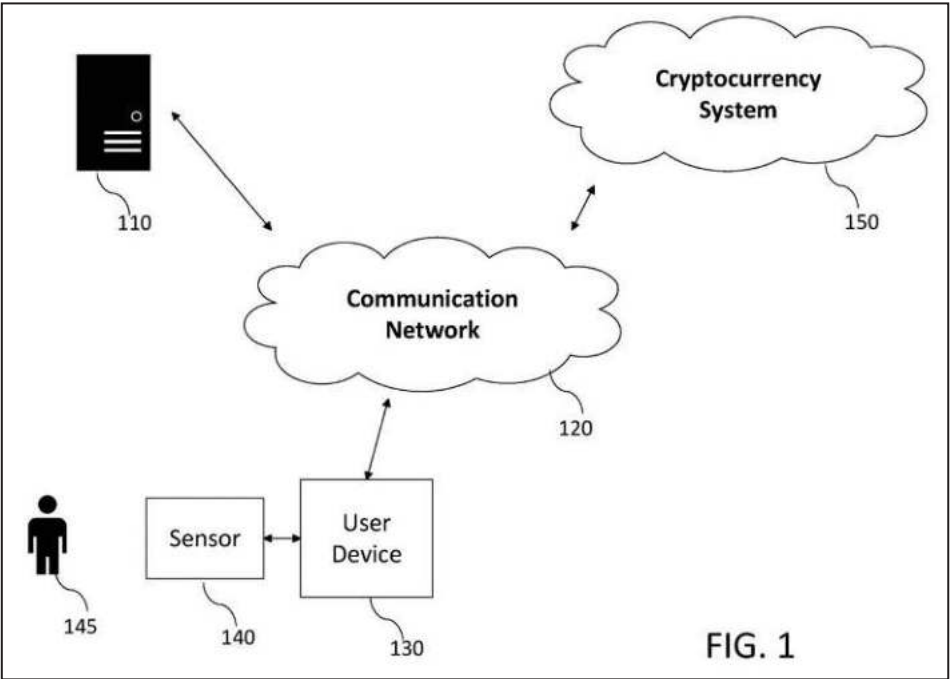 Cryptocurrency
System
110
150
Communication
Network
120
Sensor
User
Device
145
140
130
FIG. 1